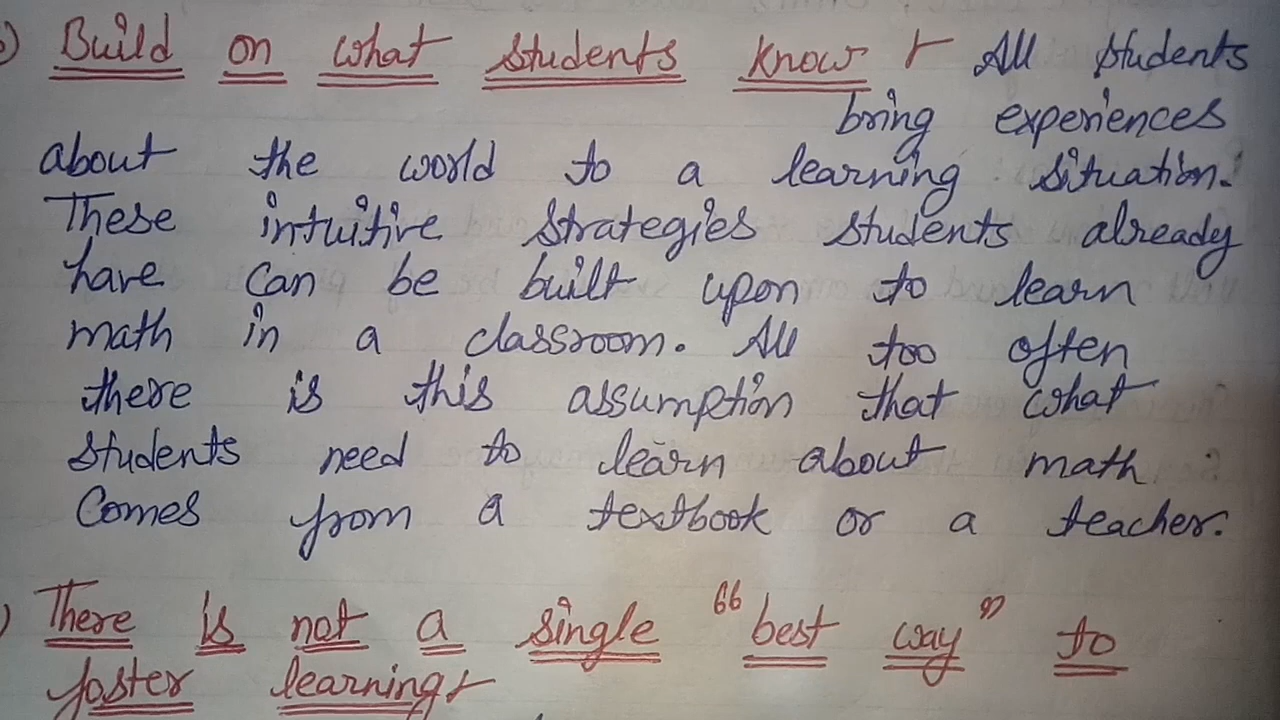 ) Build on what students know :- All students
bring experiences
about the world to a learning situation.
These intuitive strategies students already
have can be built upon to learn
math in a classroom. All too often
there is this assumption that what
students need to learn about math
Comes from a textbook or a teacher.
) There is not a single "best way" to
foster learning:-